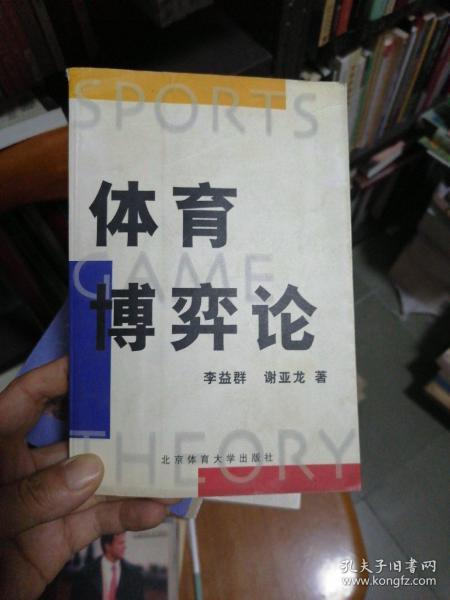 SPORTS
体育
GAME
博弈论
李益群 谢亚龙 著
THEORY
北京体育大学出版社
孔夫子旧书网
www.kongfz.com